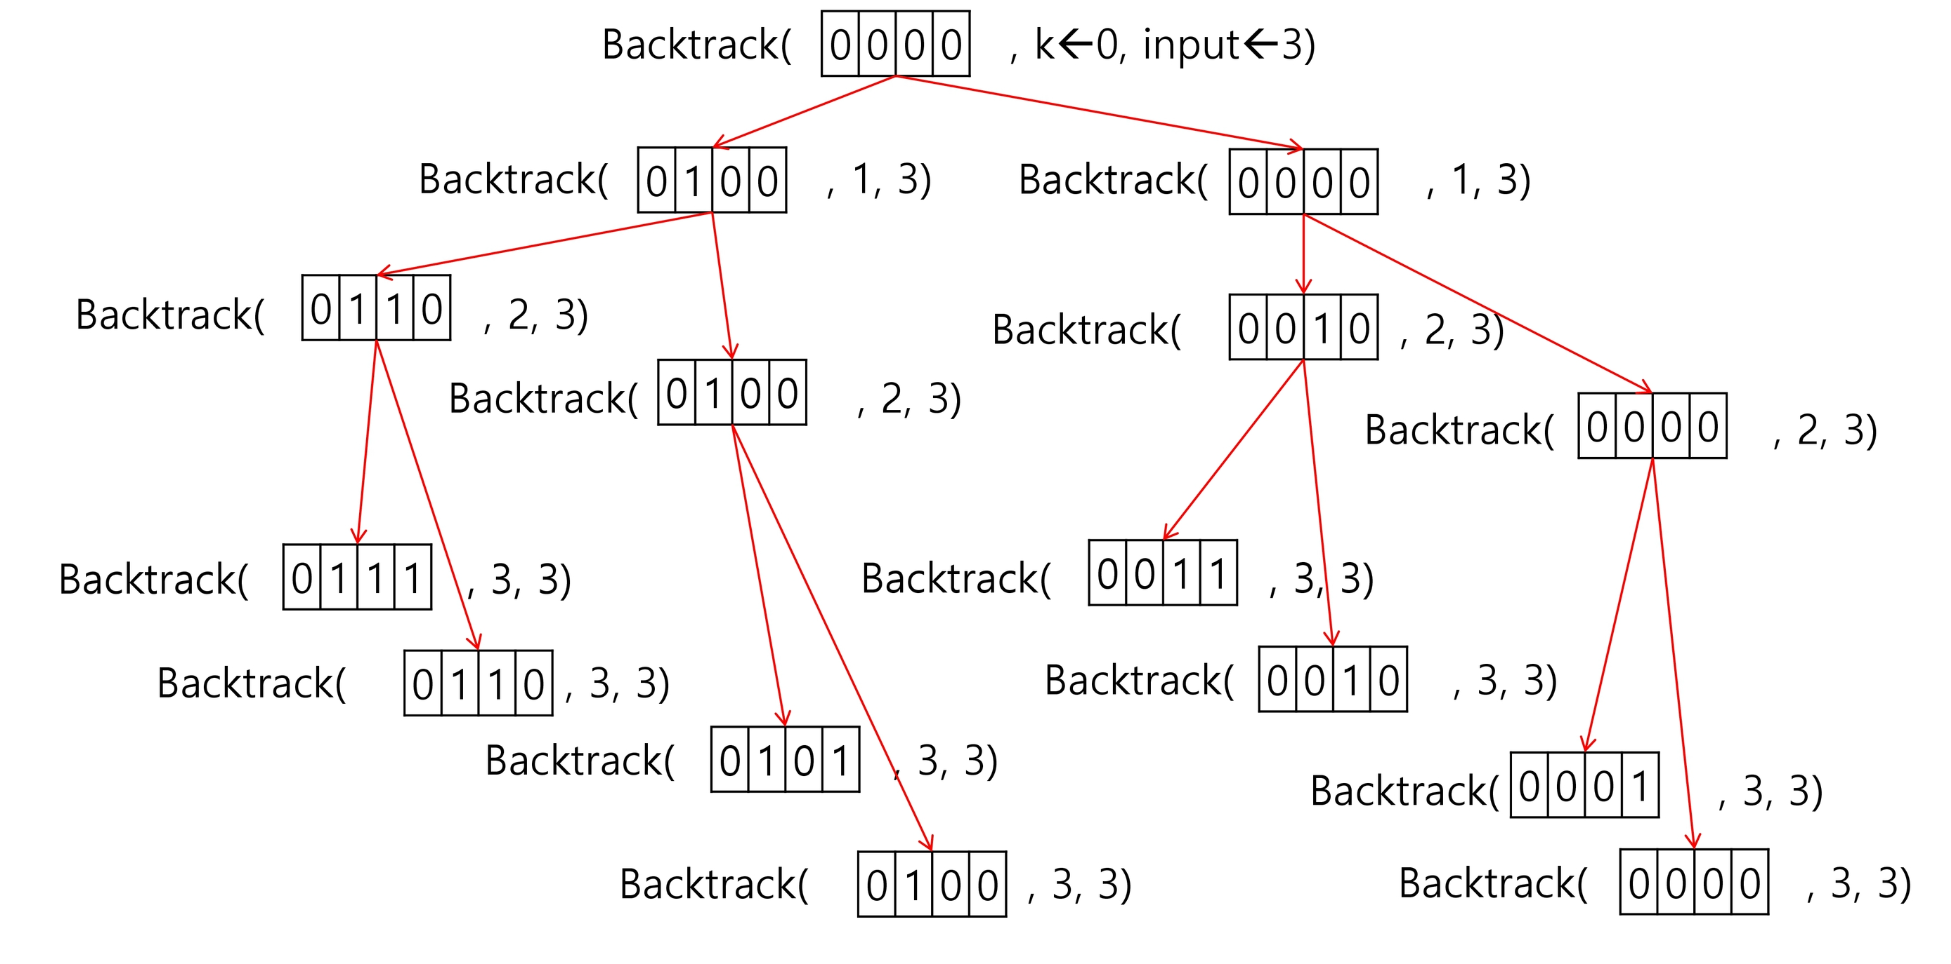 Backtrack( 0 0 0 0 , k←0, input←3)
Backtrack( 0 1 0 0 , 1, 3)
Backtrack( 0 0 0 0 , 1, 3)
Backtrack( 0 1 1 0 , 2, 3)
Backtrack( 0 1 0 0 , 2, 3)
Backtrack( 0 0 1 0 , 2, 3)
Backtrack( 0 0 0 0 , 2, 3)
Backtrack( 0 1 1 1 , 3, 3)
Backtrack( 0 1 1 0 , 3, 3)
Backtrack( 0 1 0 1 , 3, 3)
Backtrack( 0 1 0 0 , 3, 3)
Backtrack( 0 0 1 1 , 3, 3)
Backtrack( 0 0 1 0 , 3, 3)
Backtrack( 0 0 0 1 , 3, 3)
Backtrack( 0 0 0 0 , 3, 3)